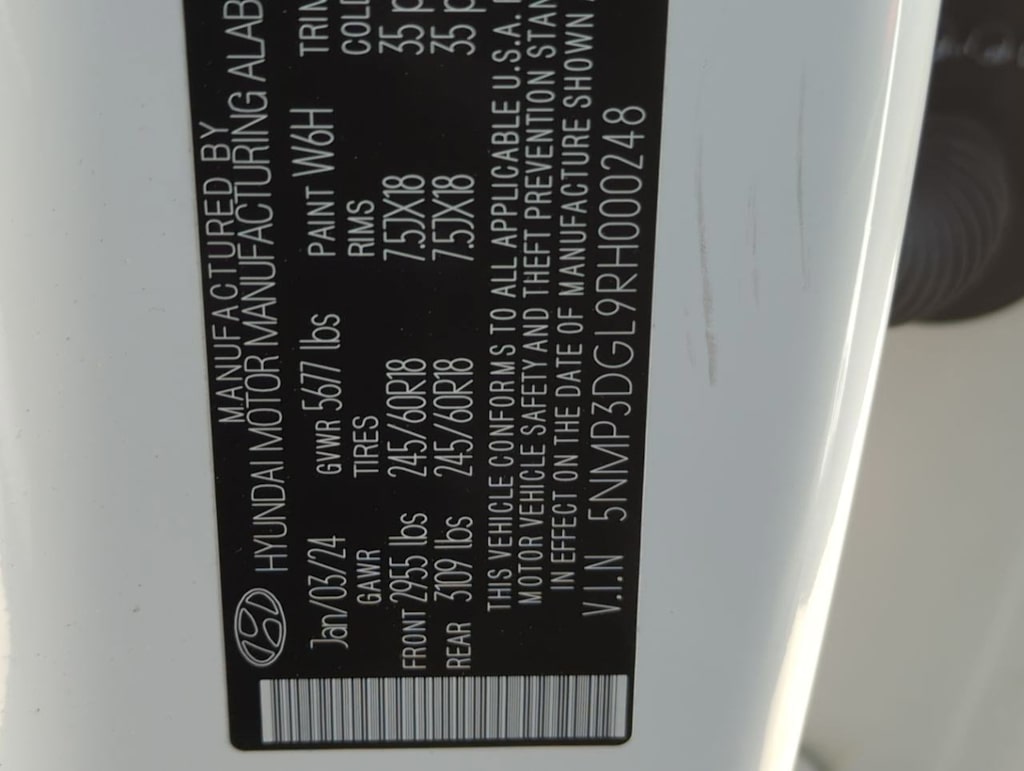 MANUFACTURED BY
HYUNDAI MOTOR MANUFACTURING ALAB
Jan/03/24 GVWR 5677 lbs PAINT W6H TRIM
GAWR TIRES RIMS COLD
FRONT 2955 lbs 245/60R18 7.5JX18 35 p
REAR 3109 lbs 245/60R18 7.5JX18 35 p
THIS VEHICLE CONFORMS TO ALL APPLICABLE U.S.A.
MOTOR VEHICLE SAFETY AND THEFT PREVENTION STAN
IN EFFECT ON THE DATE OF MANUFACTURE SHOWN A
V.I.N 5NMP3DGL9RH000248